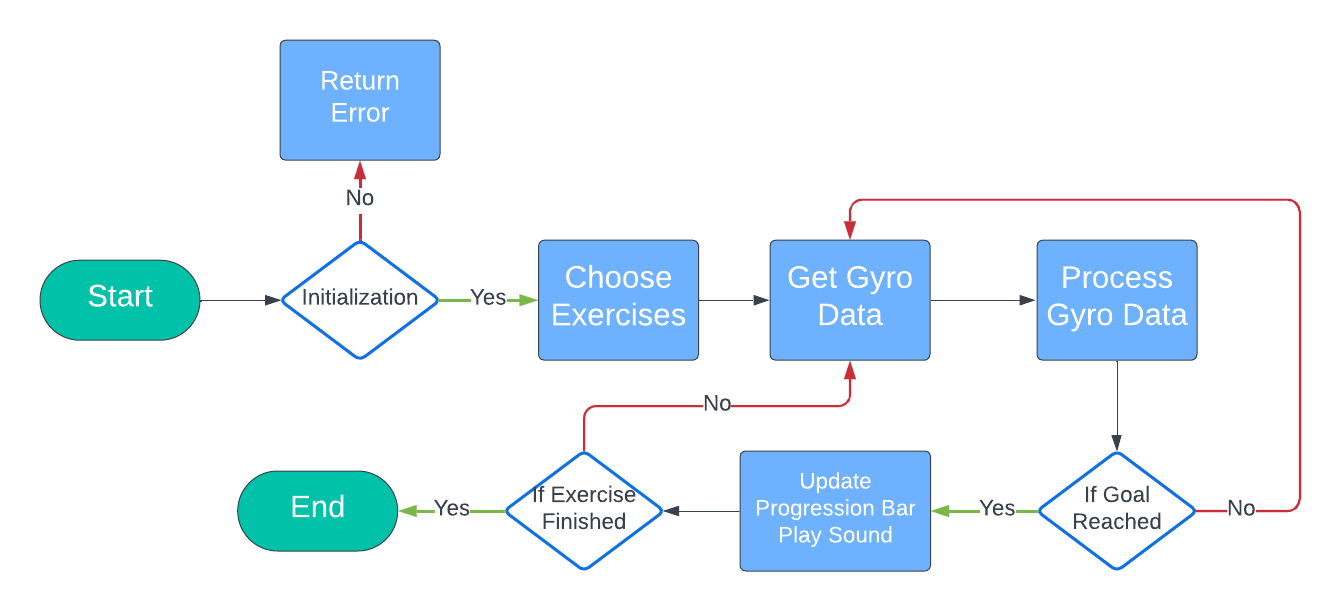 Return
Error
No
Start
Initialization
Yes
Choose
Exercises
Get Gyro
Data
Process
Gyro Data
No
End
Yes
If Exercise
Finished
Update
Progression Bar
Play Sound
Yes
If Goal
Reached
No